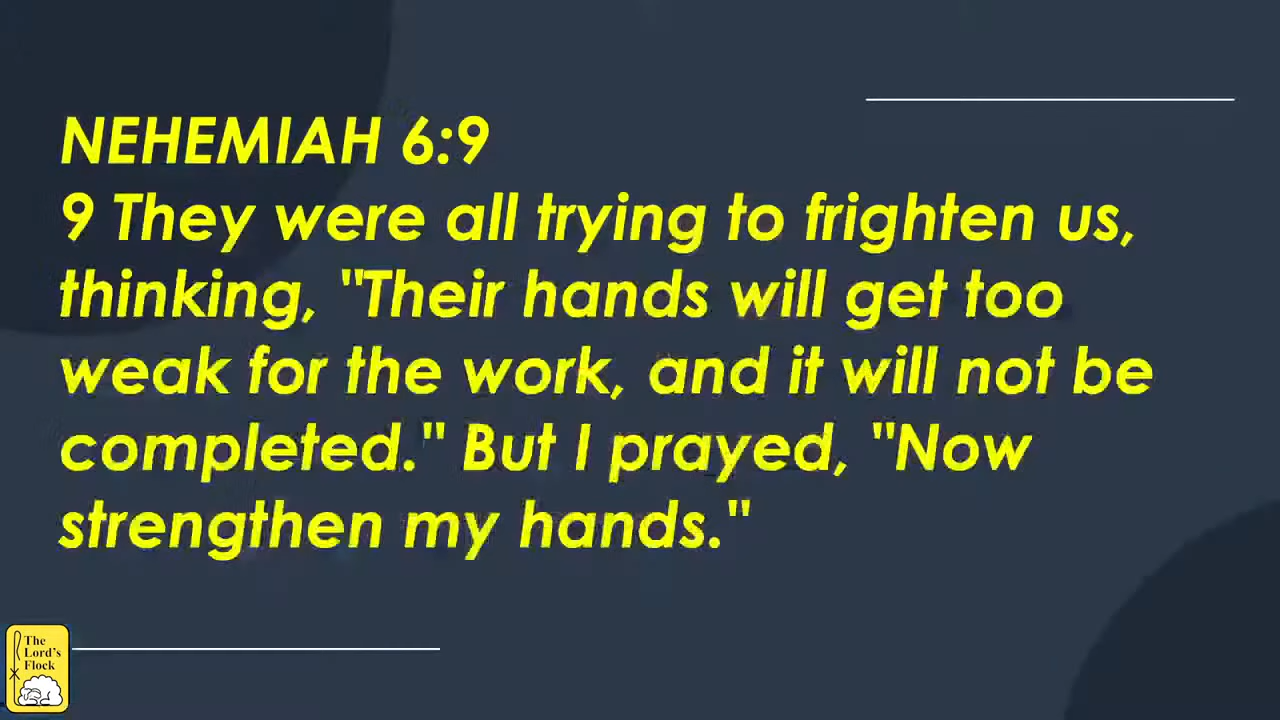 NEHEMIAH 6:9
9 They were all trying to frighten us,
thinking, "Their hands will get too
weak for the work, and it will not be
completed." But I prayed, "Now
strengthen my hands."
The
Lord's
Flock